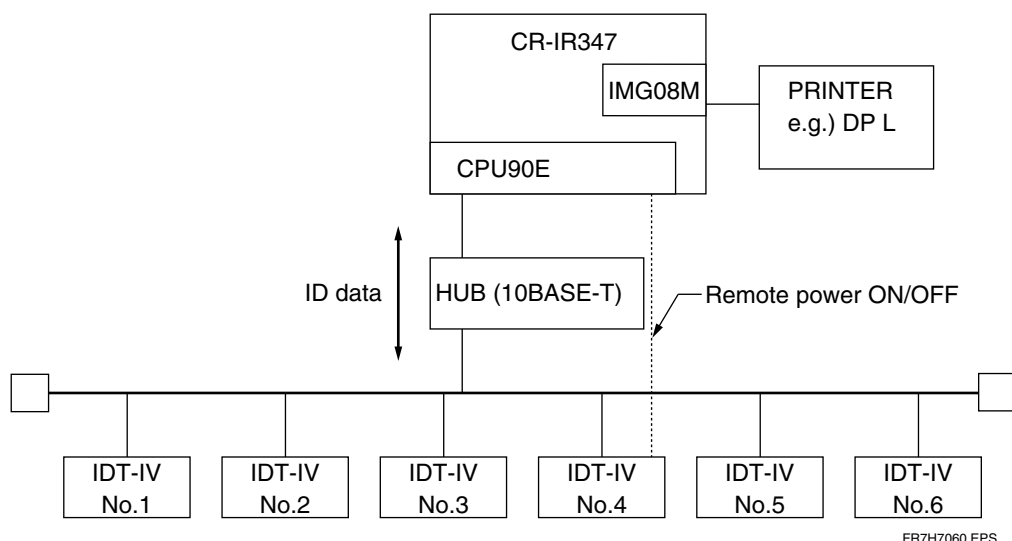 CR-IR347
IMG08M
PRINTER
e.g.) DP L
CPU90E
ID data
HUB (10BASE-T)
Remote power ON/OFF
IDT-IV
No.1
IDT-IV
No.2
IDT-IV
No.3
IDT-IV
No.4
IDT-IV
No.5
IDT-IV
No.6
FR7H7060.EPS